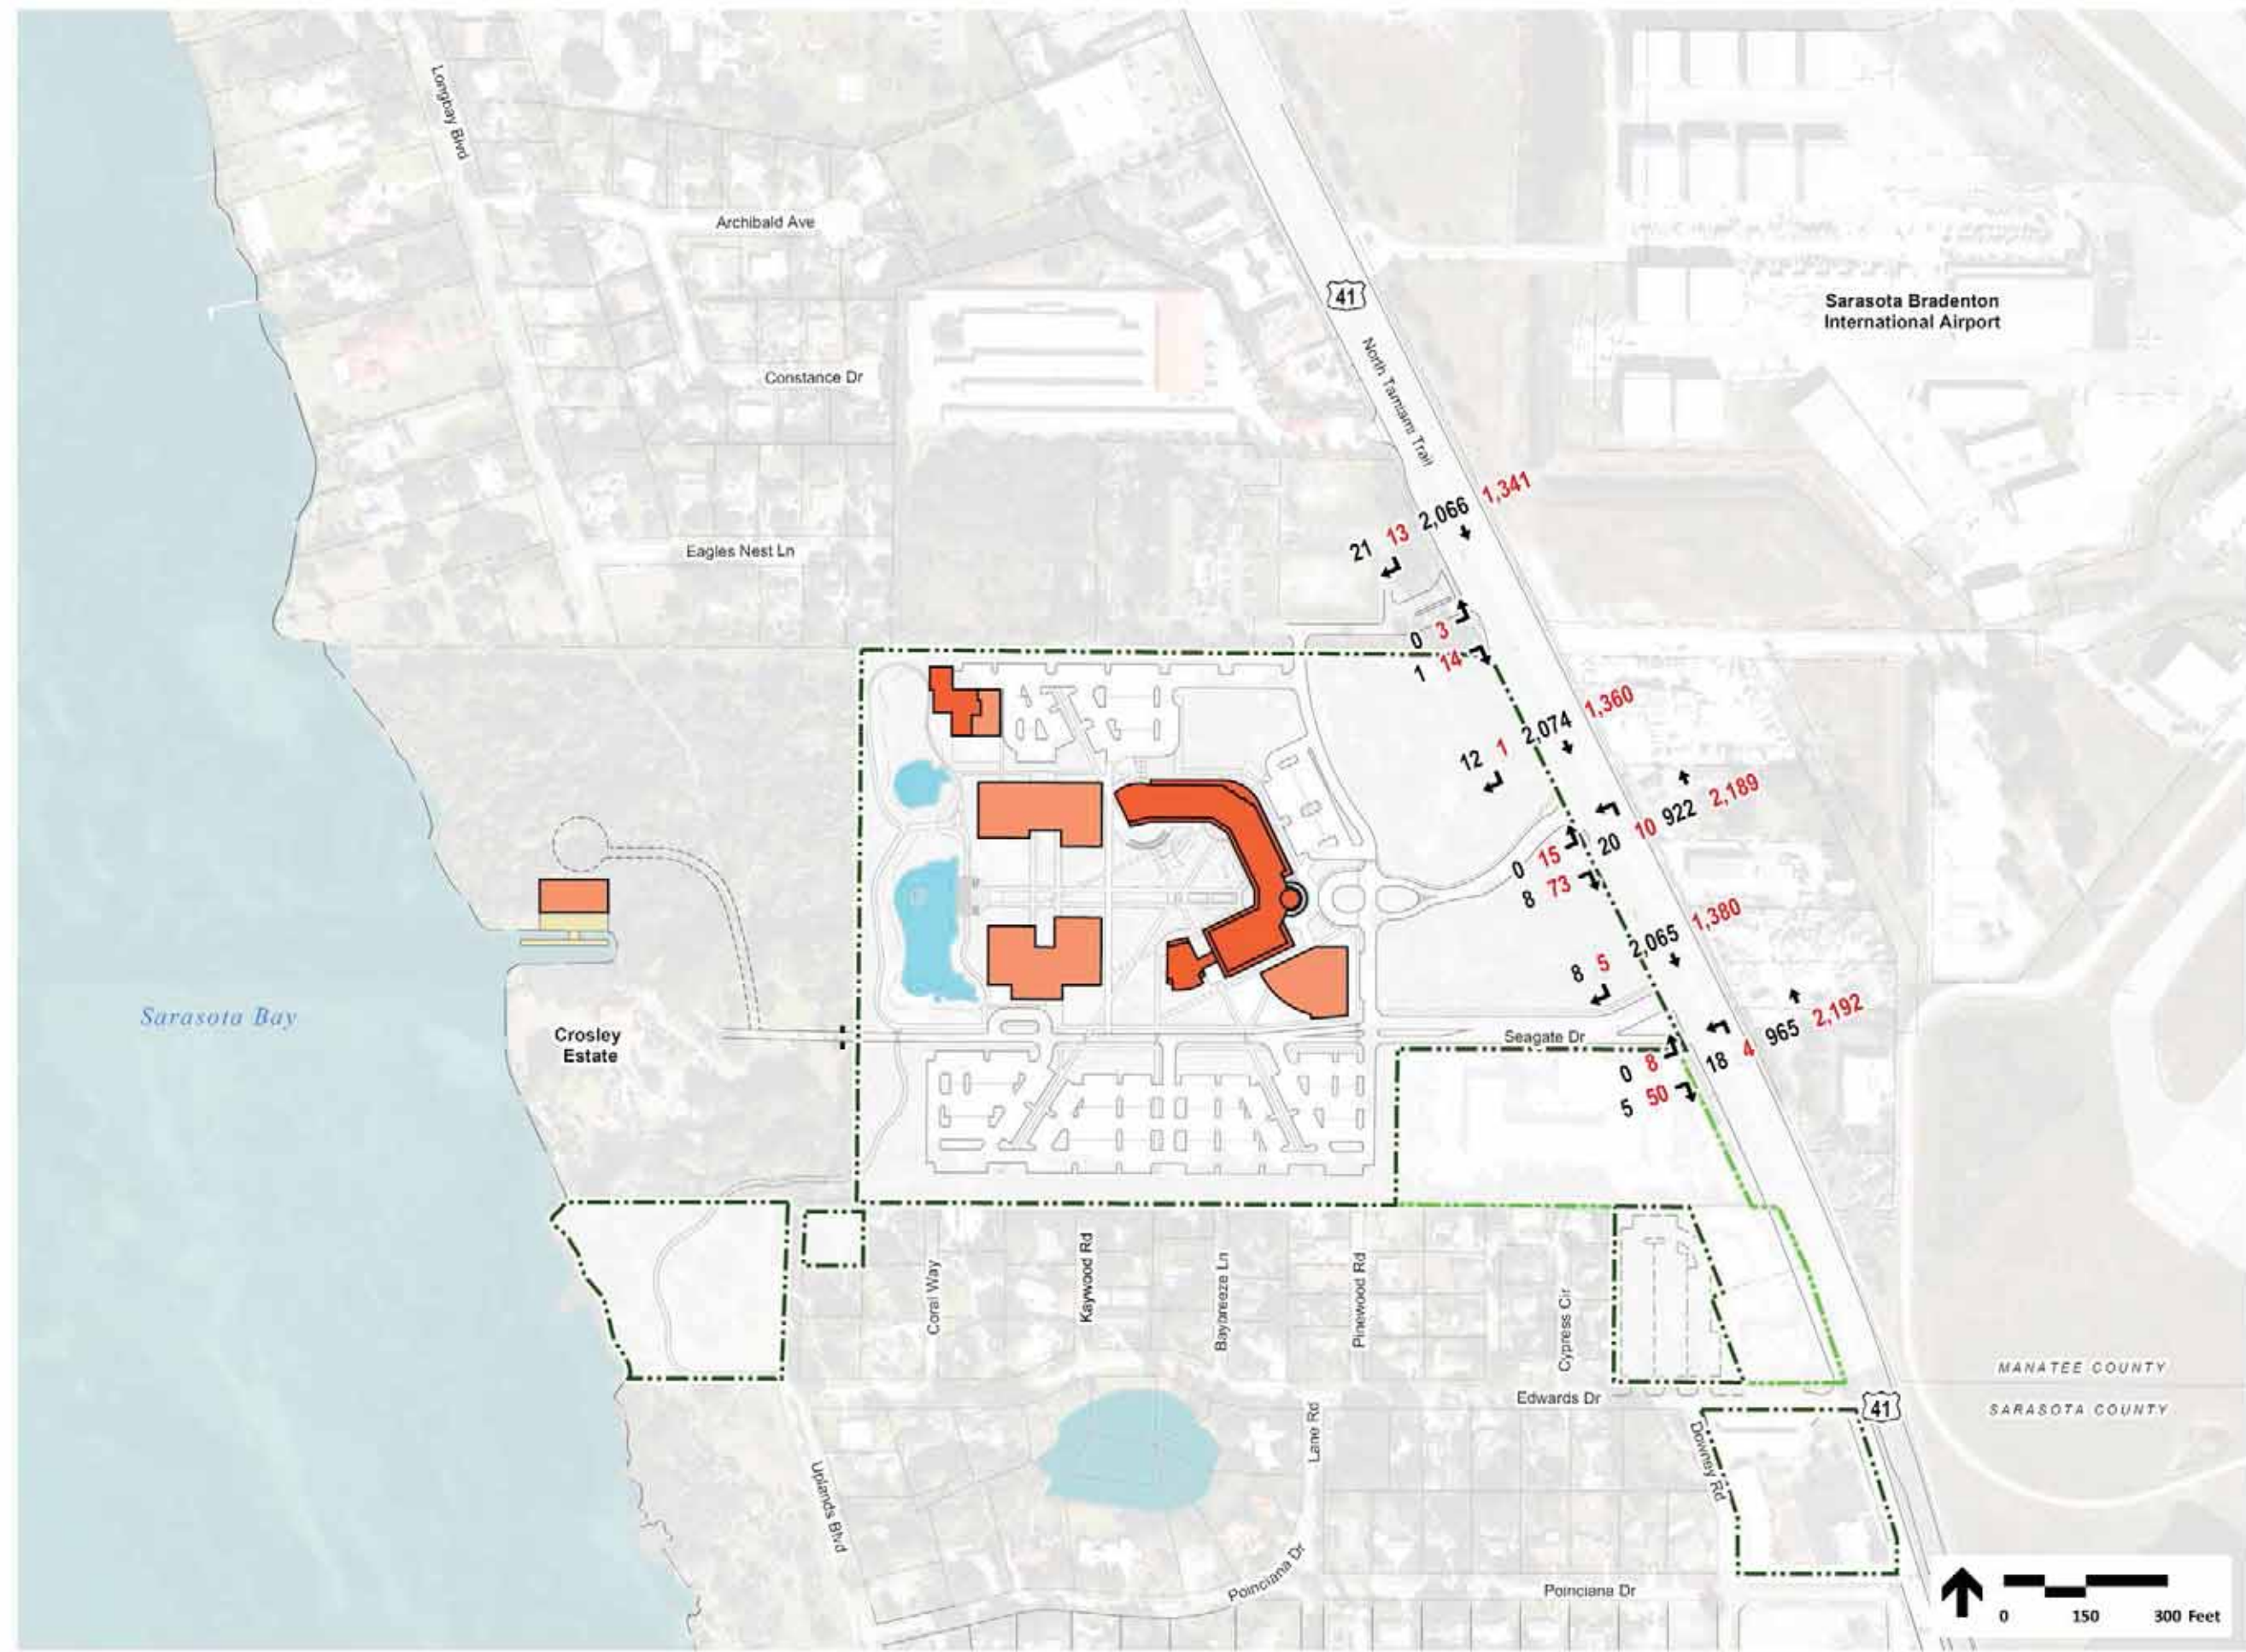 Longbay Blvd
Archibald Ave
41
Sarasota Bradenton
International Airport
North Tamiami Trail
Constance Dr
Eagles Nest Ln
21 13 2,066 1,341
0 3
1 14
12 1 2,074 1,360
20 10 922 2,189
0 15
8 73
8 5 2,065 1,380
18 4 965 2,192
0 8
5 50
Sarasota Bay
Crosley
Estate
Seagate Dr
Coral Way
Kaywood Rd
Baybreeze Ln
Pinewood Rd
Cypress Cir
MANATEE COUNTY
SARASOTA COUNTY
Edwards Dr
41
Lane Rd
Downey Rd
Uplands Blvd
Poinciana Dr
Poinciana Dr
0 150 300 Feet